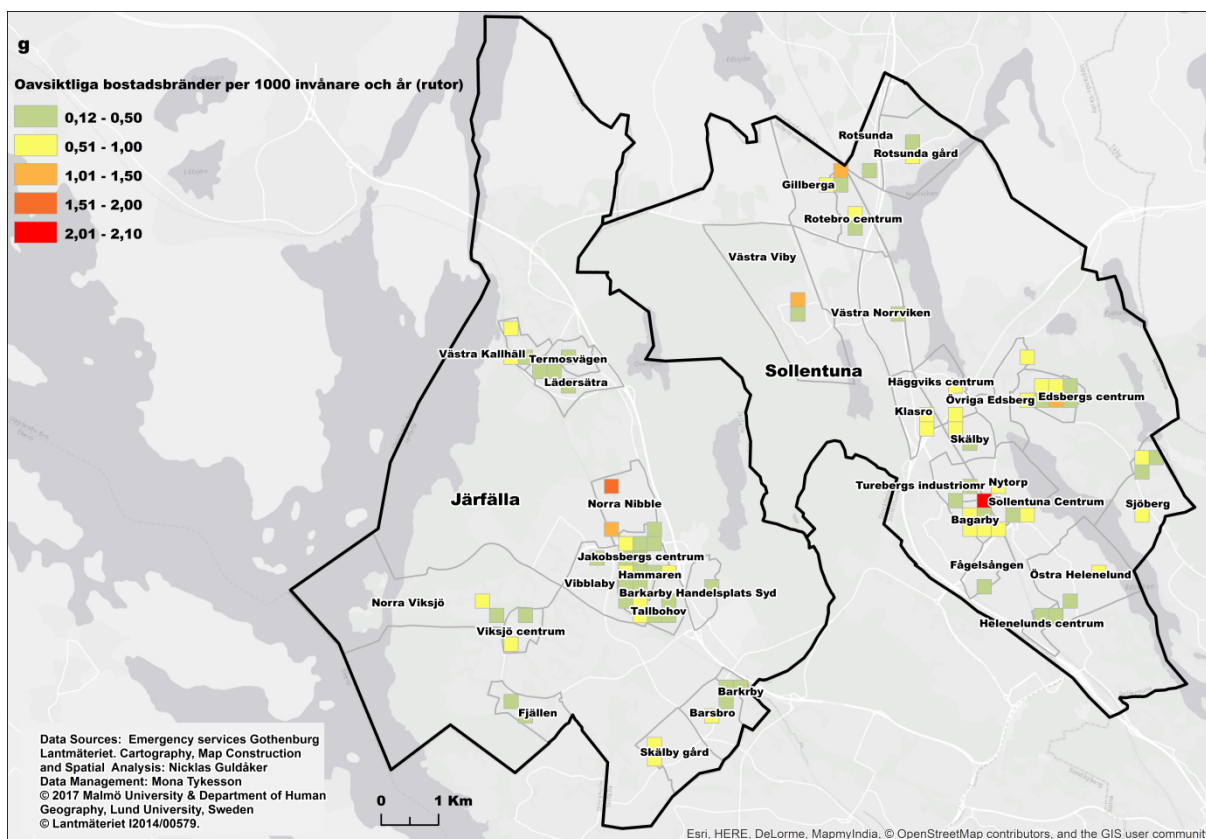 g
Oavsiktliga bostadsbränder per 1000 invånare och år (rutor)
0,12 - 0,50
0,51 - 1,00
1,01 - 1,50
1,51 - 2,00
2,01 - 2,10
Rotsunda
Rotsunda gård
Gillberga
Rotebro centrum
Västra Viby
Västra Norrviken
Västra Kallhäll
Termosvägen
Lädersätra
Sollentuna
Häggviks centrum
Övriga Edsberg
Edsbergs centrum
Klasro
Skälby
Järfälla
Norra Nibble
Turebergs industriomr
Nytorp
Sollentuna Centrum
Sjöberg
Bagarby
Jakobsbergs centrum
Fågelsången
Östra Helenelund
Vibblaby
Hammaren
Barkarby Handelsplats Syd
Norra Viksjö
Tallbohov
Helenelunds centrum
Viksjö centrum
Barkrby
Fjällen
Barsbro
Skälby gård
Data Sources: Emergency services Gothenburg
Lantmäteriet. Cartography, Map Construction
and Spatial Analysis: Nicklas Guldåker
Data Management: Mona Tykesson
© 2017 Malmö University & Department of Human
Geography, Lund University, Sweden
© Lantmäteriet I2014/00579.
0 1 Km
Esri, HERE, DeLorme, MapmyIndia, © OpenStreetMap contributors, and the GIS user communit